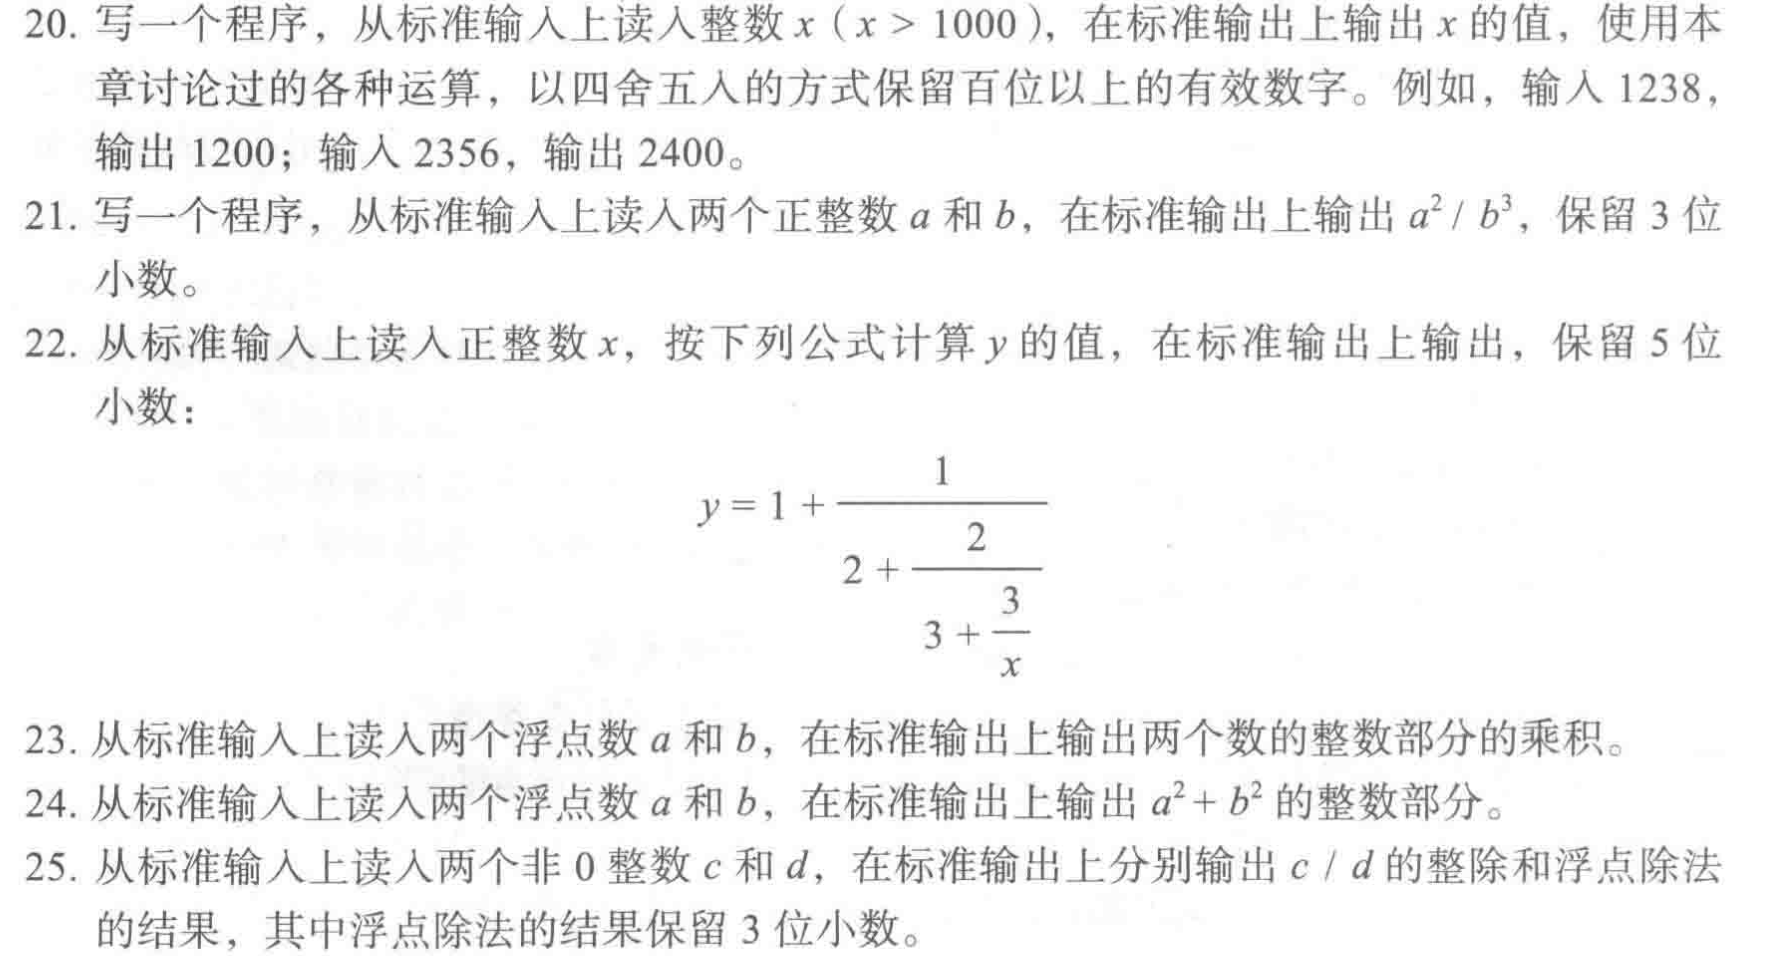 20. 写一个程序，从标准输入上读入整数 x（x > 1000），在标准输出上输出 x 的值，使用本
章讨论过的各种运算，以四舍五入的方式保留百位以上的有效数字。例如，输入 1238，
输出 1200；输入 2356，输出 2400。
21. 写一个程序，从标准输入上读入两个正整数 a 和 b，在标准输出上输出 a² / b³，保留 3 位
小数。
22. 从标准输入上读入正整数 x，按下列公式计算 y 的值，在标准输出上输出，保留 5 位
小数：
1
y = 1 +
2
2 +
3
3 +
x
23. 从标准输入上读入两个浮点数 a 和 b，在标准输出上输出两个数的整数部分的乘积。
24. 从标准输入上读入两个浮点数 a 和 b，在标准输出上输出 a² + b² 的整数部分。
25. 从标准输入上读入两个非 0 整数 c 和 d，在标准输出上分别输出 c / d 的整除和浮点除法
的结果，其中浮点除法的结果保留 3 位小数。